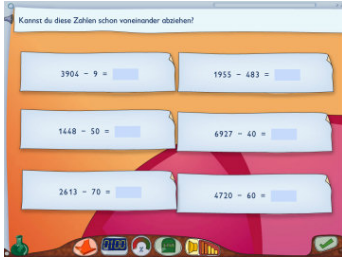 Kannst du diese Zahlen schon voneinander abziehen?
3904 - 9 =
1955 - 483 =
1448 - 50 =
6927 - 40 =
2613 - 70 =
4720 - 60 =
0100